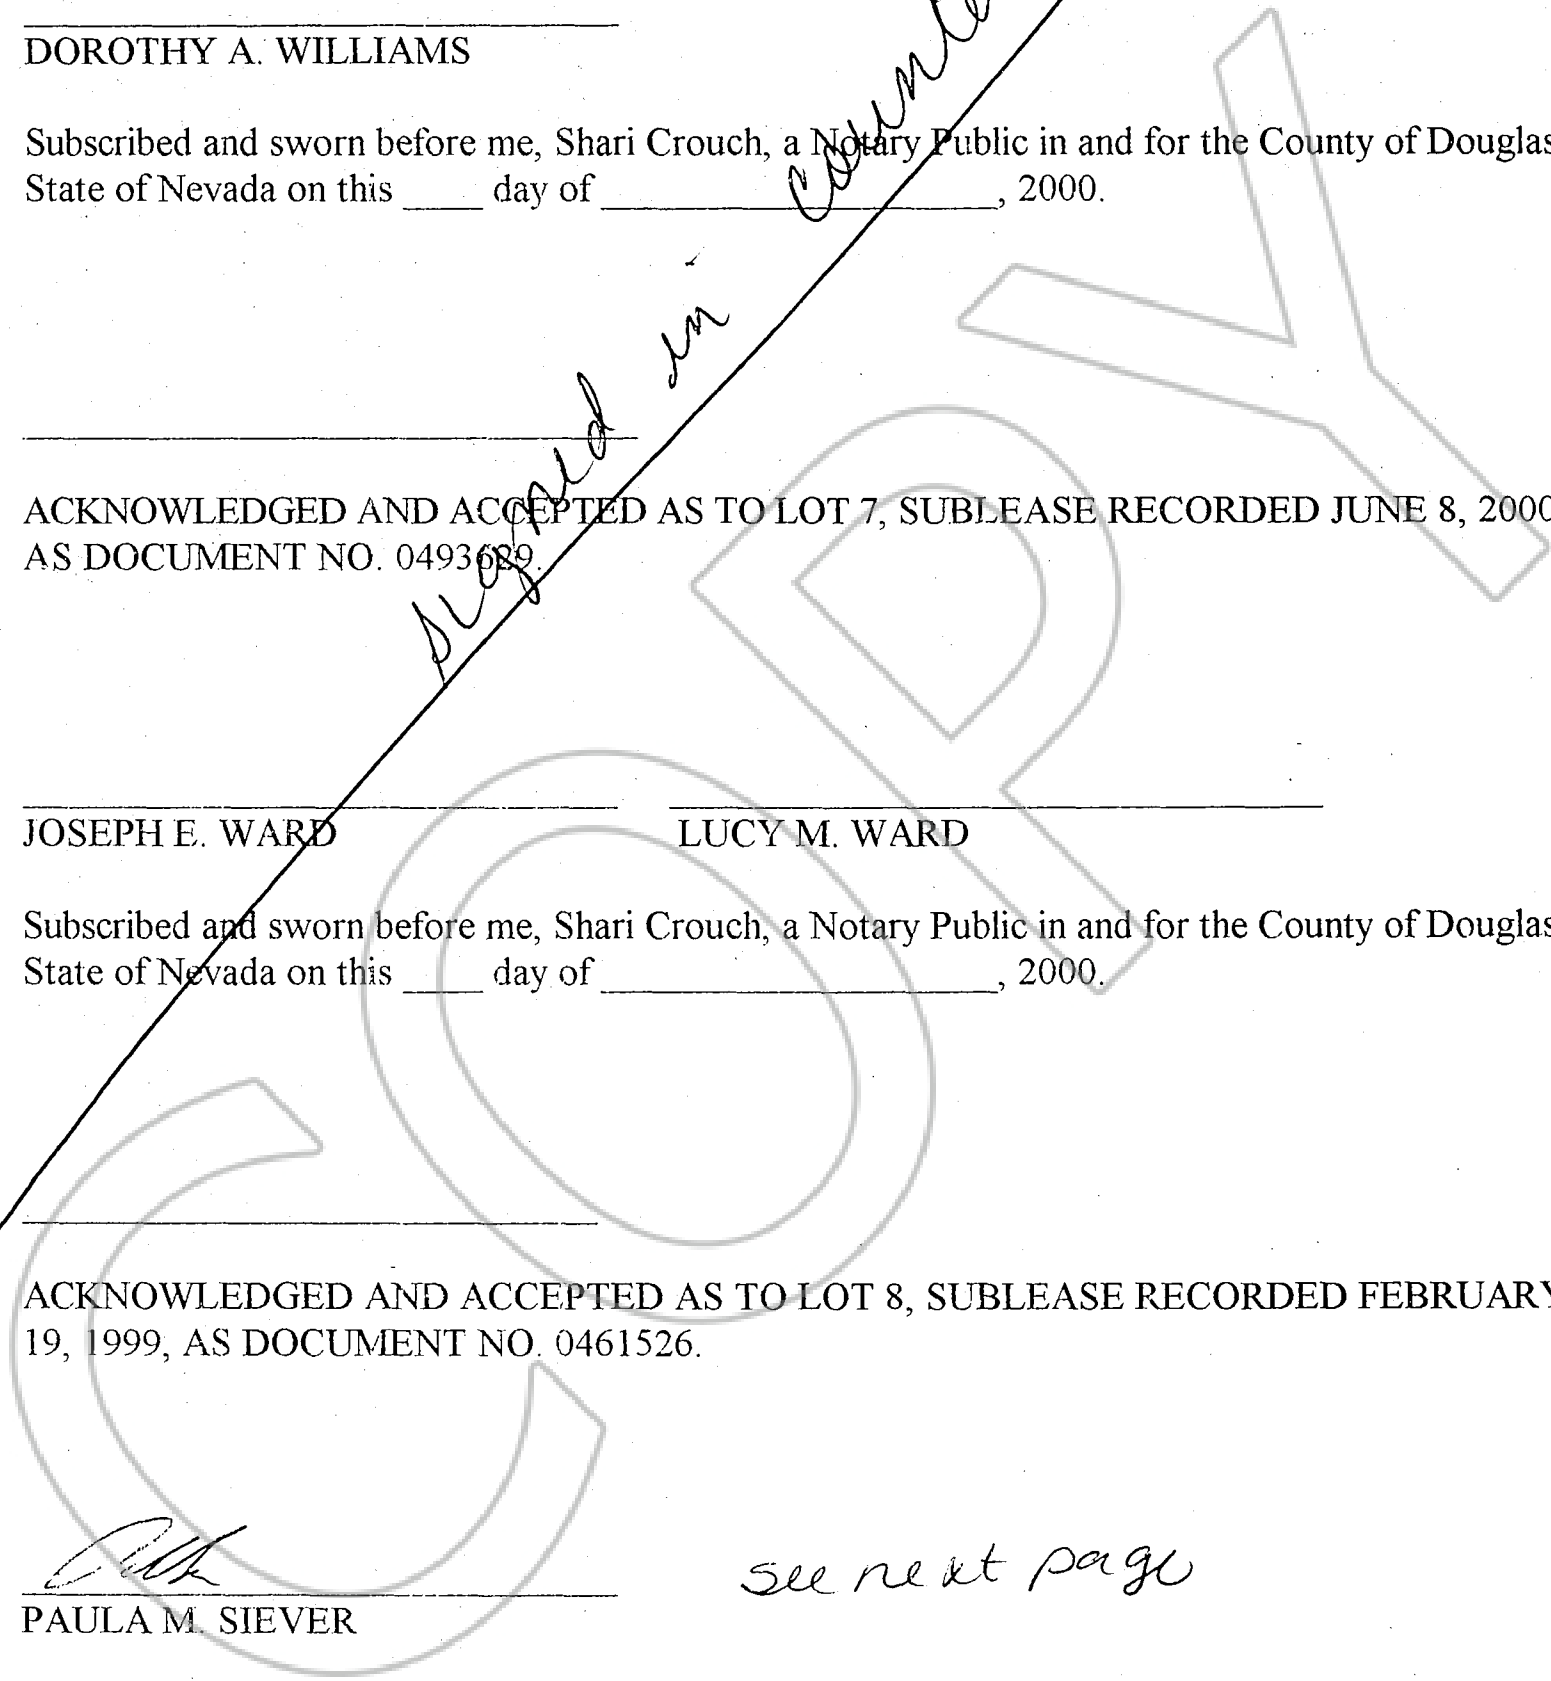 DOROTHY A. WILLIAMS
Subscribed and sworn before me, Shari Crouch, a Notary Public in and for the County of Douglas
State of Nevada on this ____ day of ____________________, 2000.
signed in
ACKNOWLEDGED AND ACCEPTED AS TO LOT 7, SUBLEASE RECORDED JUNE 8, 2000
AS DOCUMENT NO. 0493689.
JOSEPH E. WARD LUCY M. WARD
Subscribed and sworn before me, Shari Crouch, a Notary Public in and for the County of Douglas
State of Nevada on this ____ day of ____________________, 2000.
ACKNOWLEDGED AND ACCEPTED AS TO LOT 8, SUBLEASE RECORDED FEBRUARY
19, 1999, AS DOCUMENT NO. 0461526.
see next page
PAULA M. SIEVER
COPY